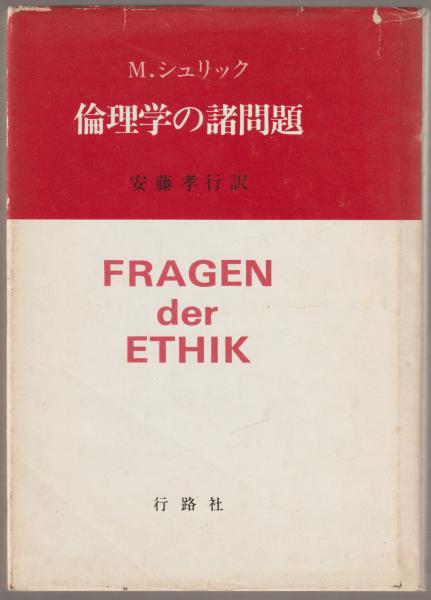 M.シュリック
倫理学の諸問題
安藤孝行訳
FRAGEN
der
ETHIK
行路社